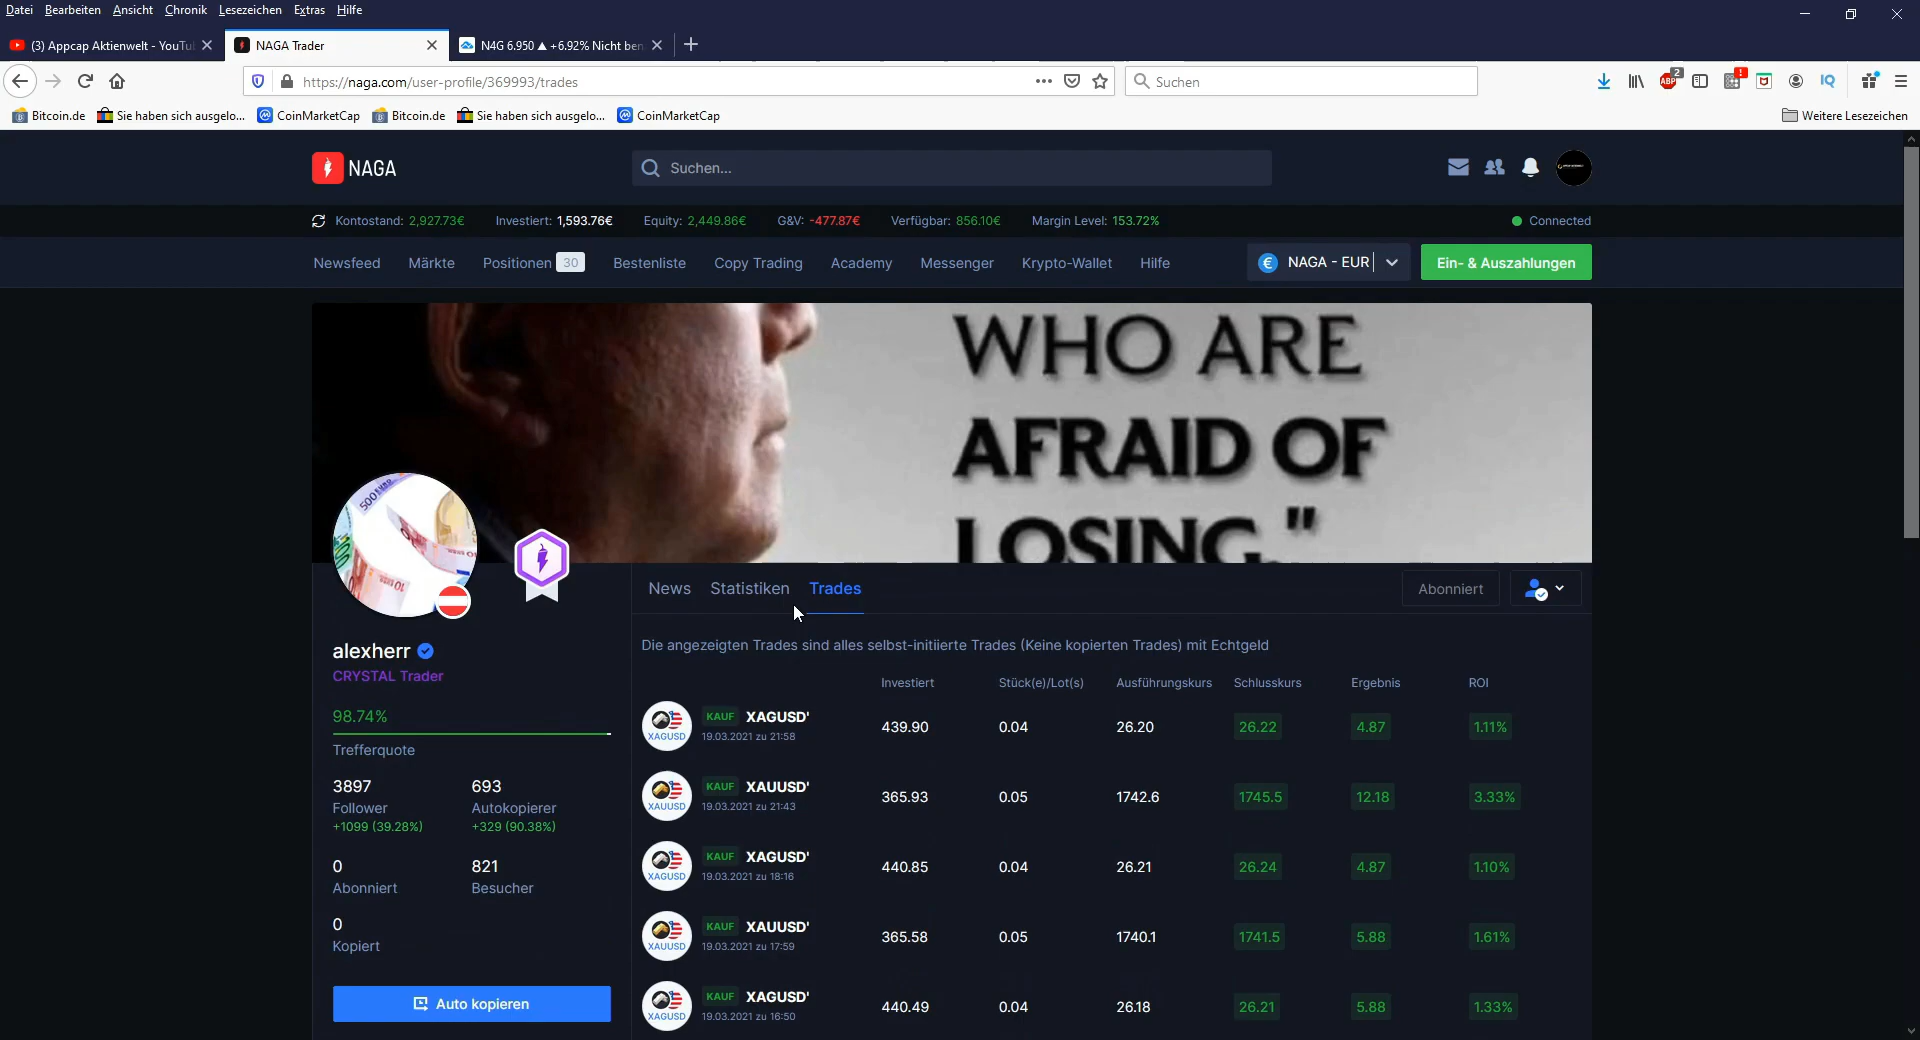 Datei Bearbeiten Ansicht Chronik Lesezeichen Extras Hilfe
(3) Appcap Aktienwelt - YouTu
NAGA Trader
N4G 6.950 ▲ +6.92% Nicht ben
https://naga.com/user-profile/369993/trades
Suchen
ABP 2
!
IQ
Bitcoin.de Sie haben sich ausgelo... CoinMarketCap Bitcoin.de Sie haben sich ausgelo... CoinMarketCap Weitere Lesezeichen
NAGA
Suchen...
Kontostand: 2,927.73€ Investiert: 1,593.76€ Equity: 2,449.86€ G&V: -477.87€ Verfügbar: 856.10€ Margin Level: 153.72% Connected
Newsfeed Märkte Positionen 30 Bestenliste Copy Trading Academy Messenger Krypto-Wallet Hilfe € NAGA - EUR Ein- & Auszahlungen
WHO ARE
AFRAID OF
LOSING."
500 EURO
News Statistiken Trades Abonniert
alexherr
CRYSTAL Trader
98.74%
Trefferquote
3897 693
Follower Autokopierer
+1099 (39.28%) +329 (90.38%)
0 821
Abonniert Besucher
0
Kopiert
Auto kopieren
Die angezeigten Trades sind alles selbst-initiierte Trades (Keine kopierten Trades) mit Echtgeld
Investiert Stück(e)/Lot(s) Ausführungskurs Schlusskurs Ergebnis ROI
XAGUSD KAUF XAGUSD' 439.90 0.04 26.20 26.22 4.87 1.11%
19.03.2021 zu 21:58
XAUUSD KAUF XAUUSD' 365.93 0.05 1742.6 1745.5 12.18 3.33%
19.03.2021 zu 21:43
XAGUSD KAUF XAGUSD' 440.85 0.04 26.21 26.24 4.87 1.10%
19.03.2021 zu 18:16
XAUUSD KAUF XAUUSD' 365.58 0.05 1740.1 1741.5 5.88 1.61%
19.03.2021 zu 17:59
XAGUSD KAUF XAGUSD' 440.49 0.04 26.18 26.21 5.88 1.33%
19.03.2021 zu 16:50